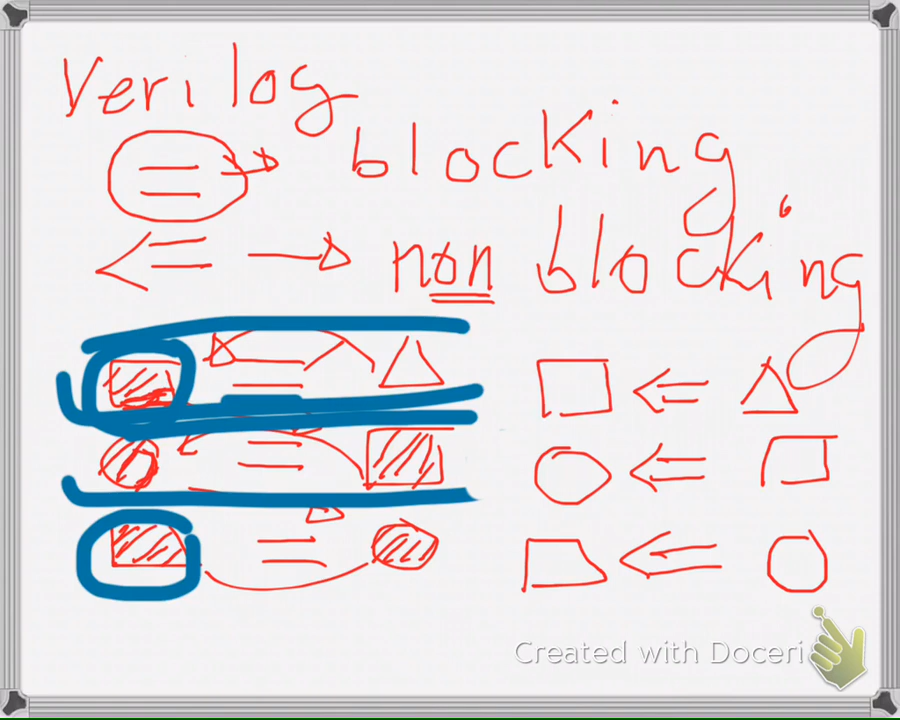 Verilog
= → blocking
<= → non blocking
=
<=
=
<=
=
<=
Created with Doceri